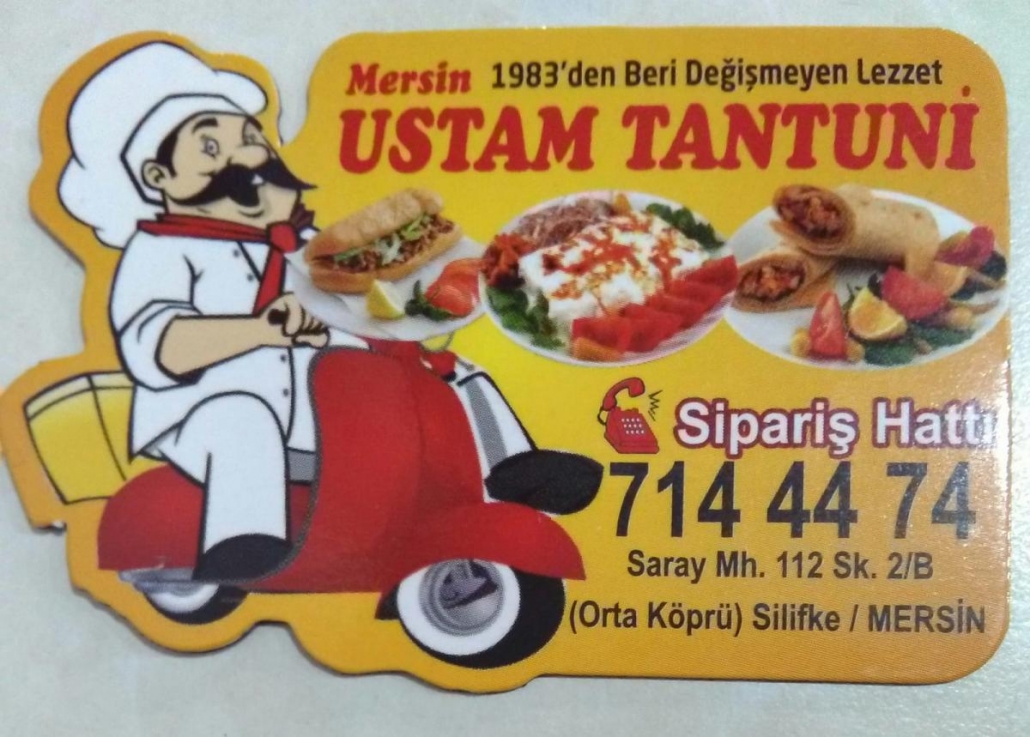 Mersin 1983'den Beri Değişmeyen Lezzet
USTAM TANTUNİ
Sipariş Hattı
714 44 74
Saray Mh. 112 Sk. 2/B
(Orta Köprü) Silifke / MERSİN